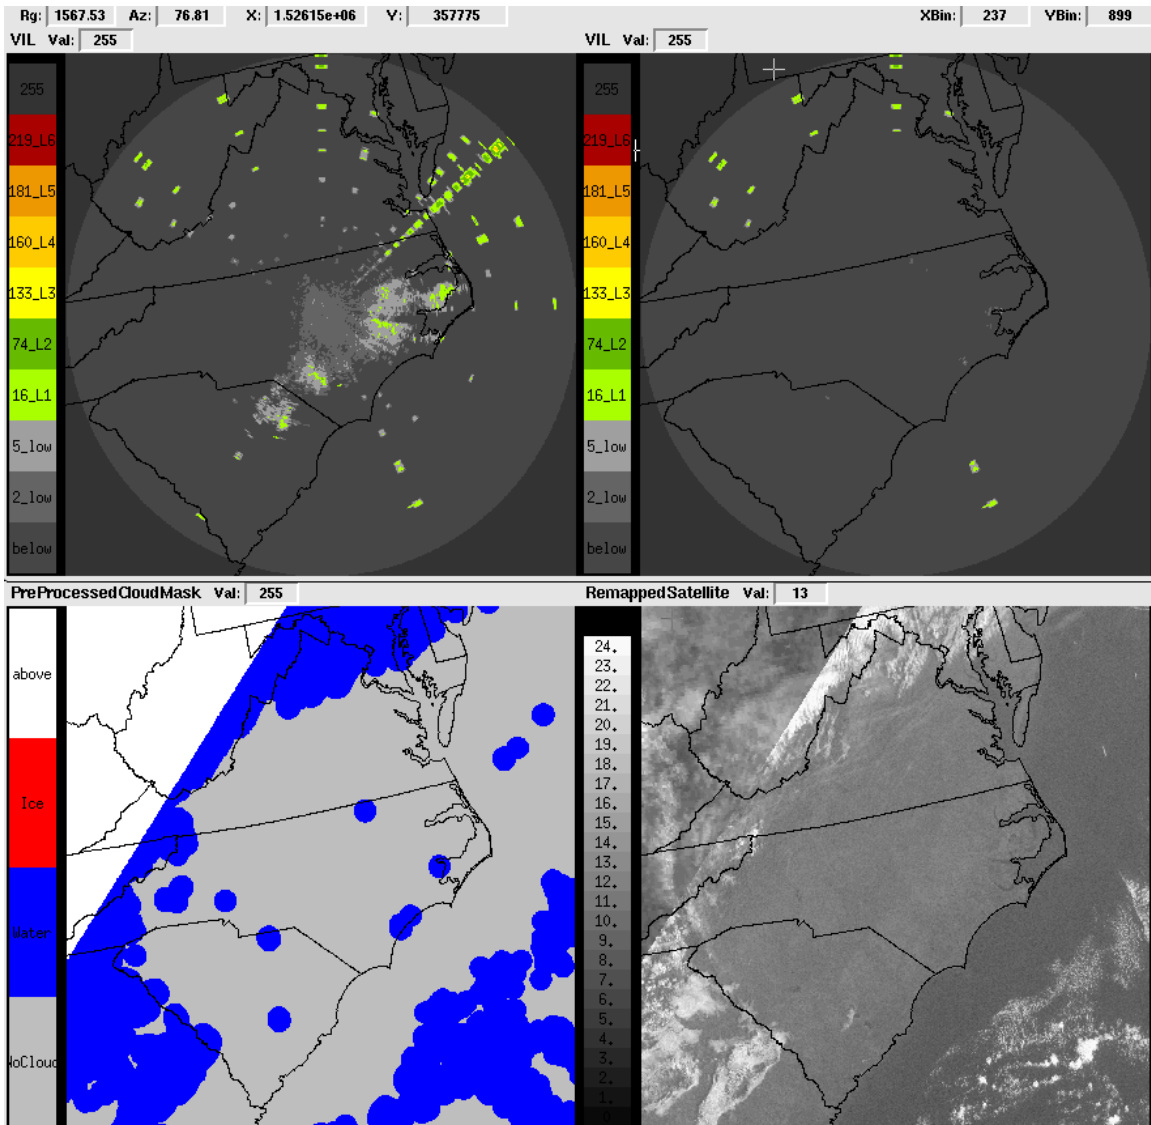 Rg: 1567.53 Az: 76.81 X: 1.52615e+06 Y: 357775 XBin: 237 YBin: 899
VIL Val: 255
255
219_L6
181_L5
160_L4
133_L3
74_L2
16_L1
5_low
2_low
below
VIL Val: 255
255
219_L6
181_L5
160_L4
133_L3
74_L2
16_L1
5_low
2_low
below
PreProcessedCloudMask Val: 255
above
Ice
Water
NoCloud
RemappedSatellite Val: 13
24.
23.
22.
21.
20.
19.
18.
17.
16.
15.
14.
13.
12.
11.
10.
9.
8.
7.
6.
5.
4.
3.
2.
1.
0.